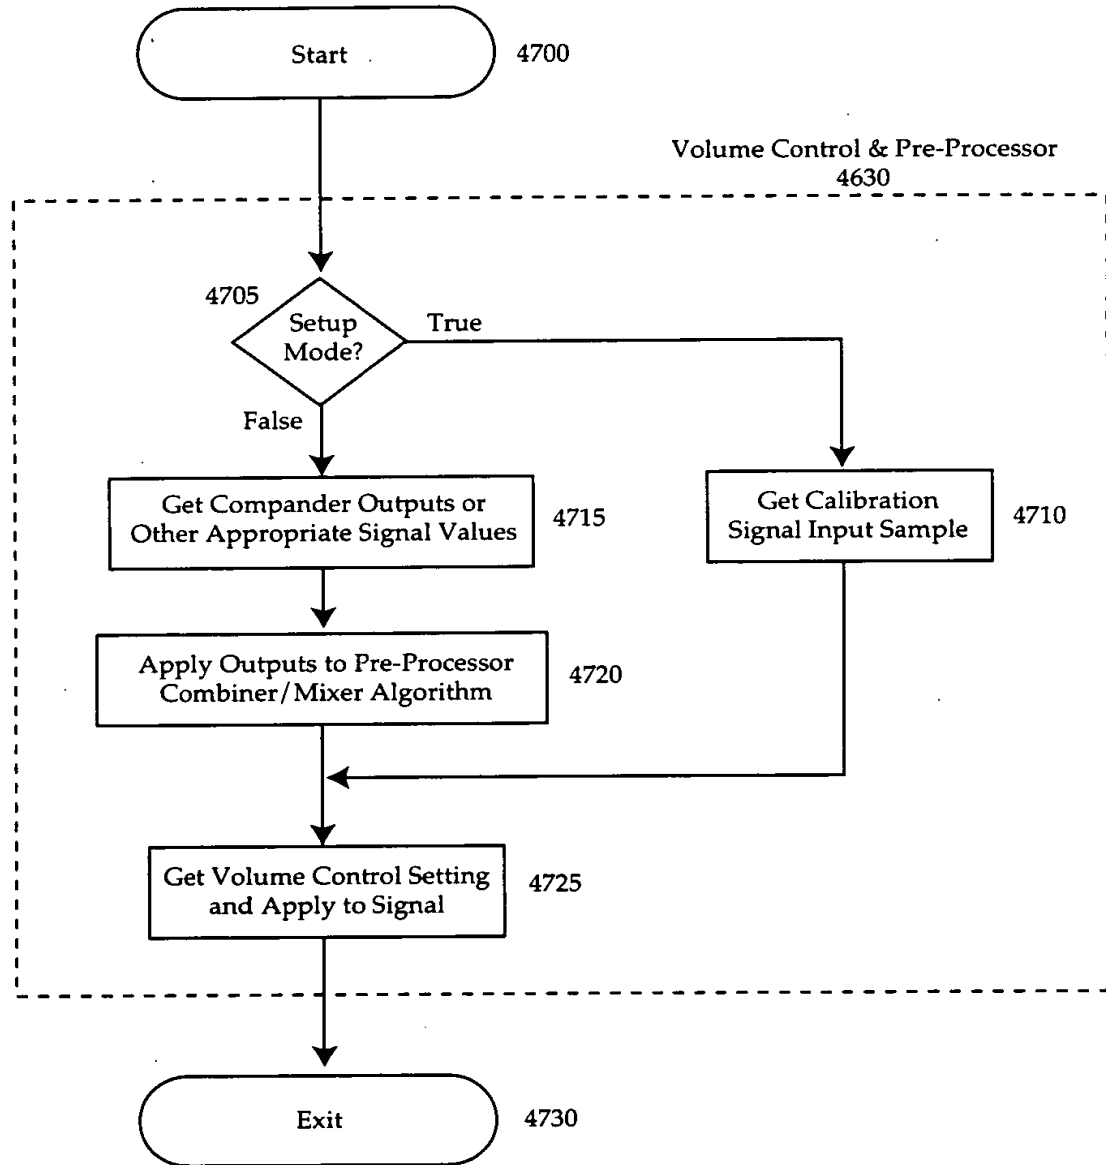 Start
4700
Volume Control & Pre-Processor
4630
4705
Setup
Mode?
True
False
Get Compander Outputs or
Other Appropriate Signal Values
4715
Get Calibration
Signal Input Sample
4710
Apply Outputs to Pre-Processor
Combiner/Mixer Algorithm
4720
Get Volume Control Setting
and Apply to Signal
4725
Exit
4730